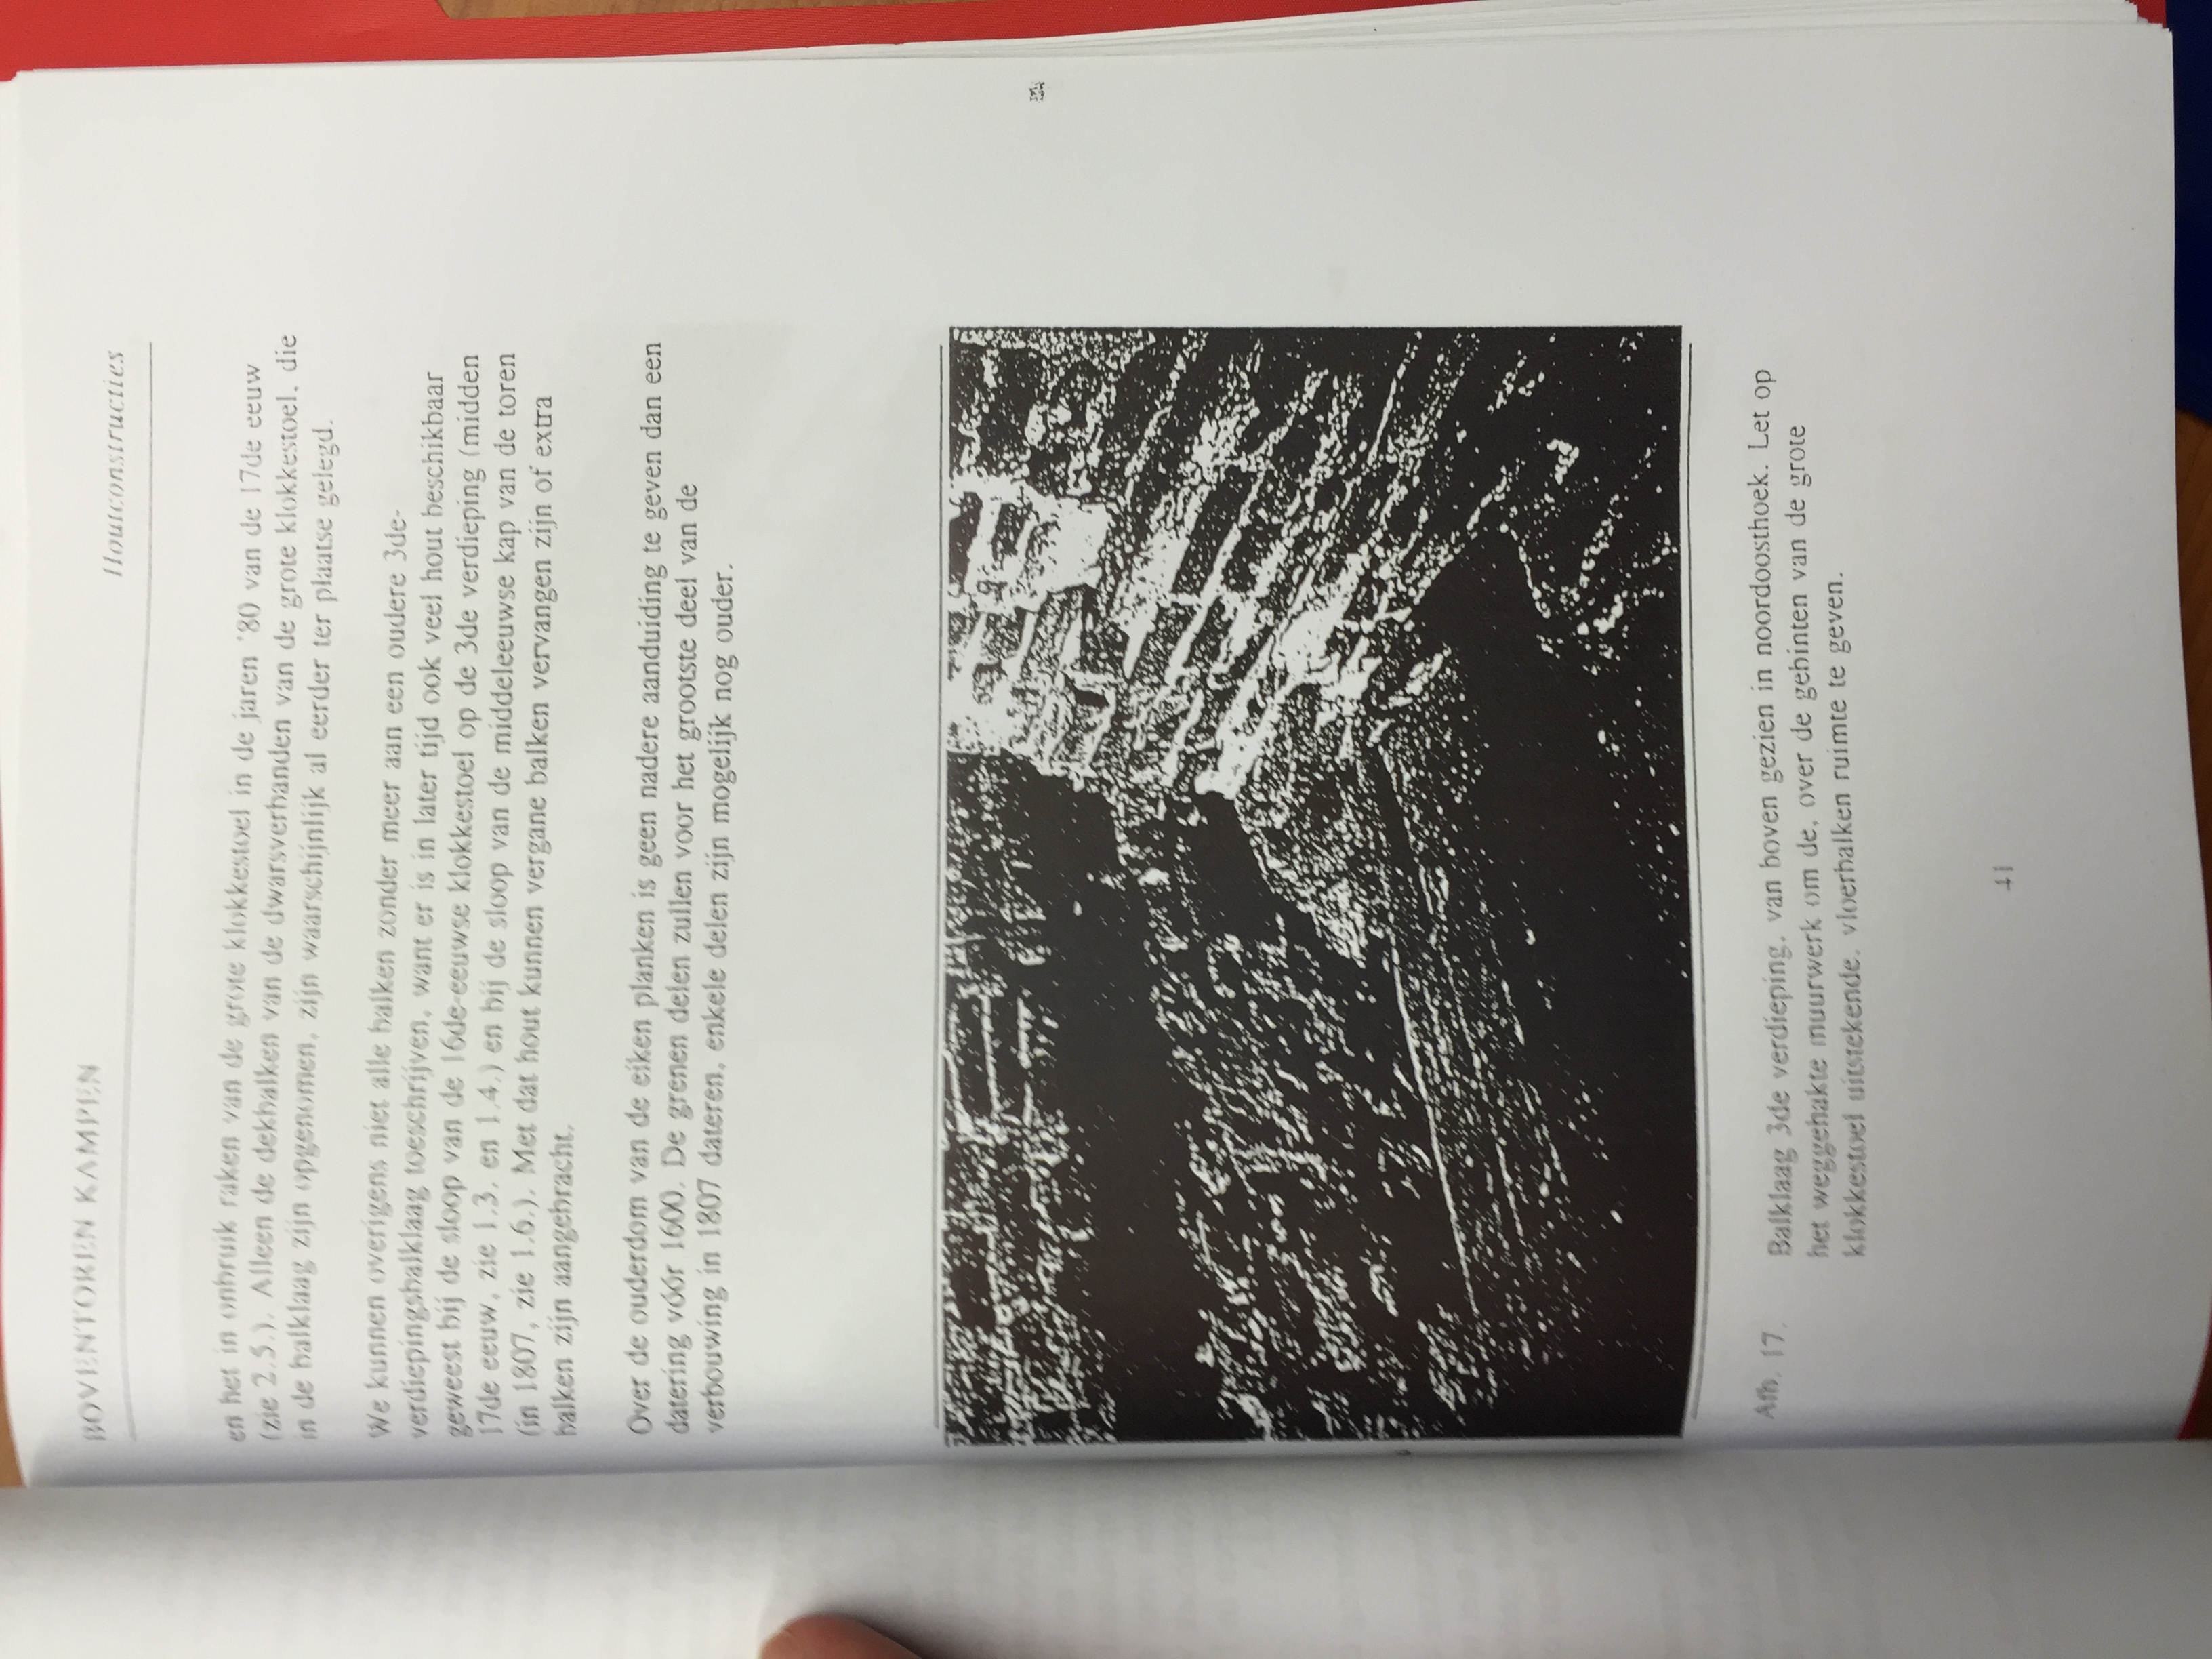 BOVENTOREN KAMPEN
Houtconstructies
en het in onbruik raken van de grote klokkestoel in de jaren '80 van de 17de eeuw
(zie 2.5.). Alleen de dekbalken van de dwarsverbanden van de grote klokkestoel, die
in de balklaag zijn opgenomen, zijn waarschijnlijk al eerder ter plaatse gelegd.
We kunnen overigens niet alle balken zonder meer aan een oudere 3de-
verdiepingsbalklaag toeschrijven, want er is in later tijd ook veel hout beschikbaar
geweest bij de sloop van de 16de-eeuwse klokkestoel op de 3de verdieping (midden
17de eeuw, zie 1.3. en 1.4.) en bij de sloop van de middeleeuwse kap van de toren
(in 1807, zie 1.6.). Met dat hout kunnen vergane balken vervangen zijn of extra
balken zijn aangebracht.
Over de ouderdom van de eiken planken is geen nadere aanduiding te geven dan een
datering vóór 1600. De grenen delen zullen voor het grootste deel van de
verbouwing in 1807 dateren, enkele delen zijn mogelijk nog ouder.
Afb. 17. Balklaag 3de verdieping, van boven gezien in noordoosthoek. Let op
het weggehakte muurwerk om de, over de gebinten van de grote
klokkestoel uitstekende, vloerbalken ruimte te geven.
41